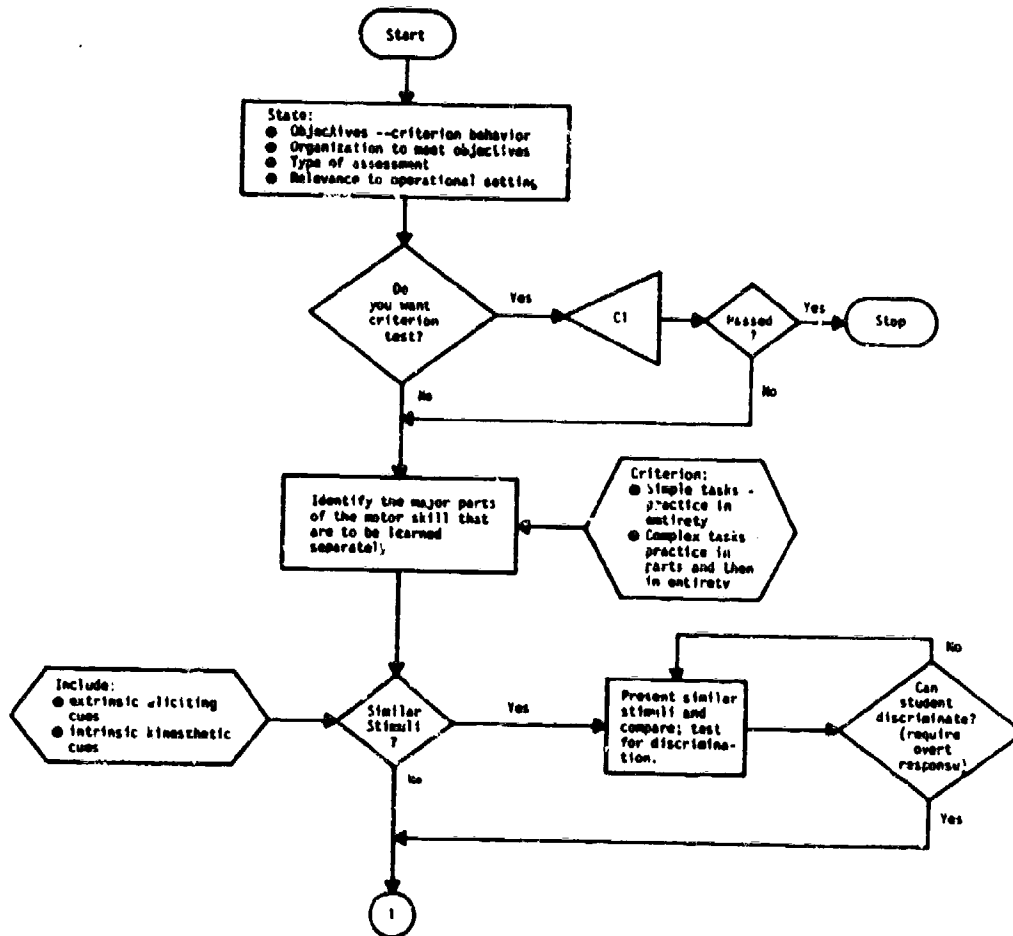 Start
State:
● Objectives --criterion behavior
● Organization to meet objectives
● Type of assessment
● Relevance to operational setting
Do
you want
criterion
test?
Yes
C1
Passed
?
Yes
Stop
No
No
Identify the major parts
of the motor skill that
are to be learned
separately
Criterion:
● Simple tasks -
practice in
entirety
● Complex tasks
practice in
parts and then
in entirety
Include:
● extrinsic eliciting
cues
● intrinsic kinesthetic
cues
Similar
Stimuli
?
Yes
No
Present similar
stimuli and
compare; test
for discrimina-
tion.
No
Can
student
discriminate?
(require
overt
response)
Yes
1